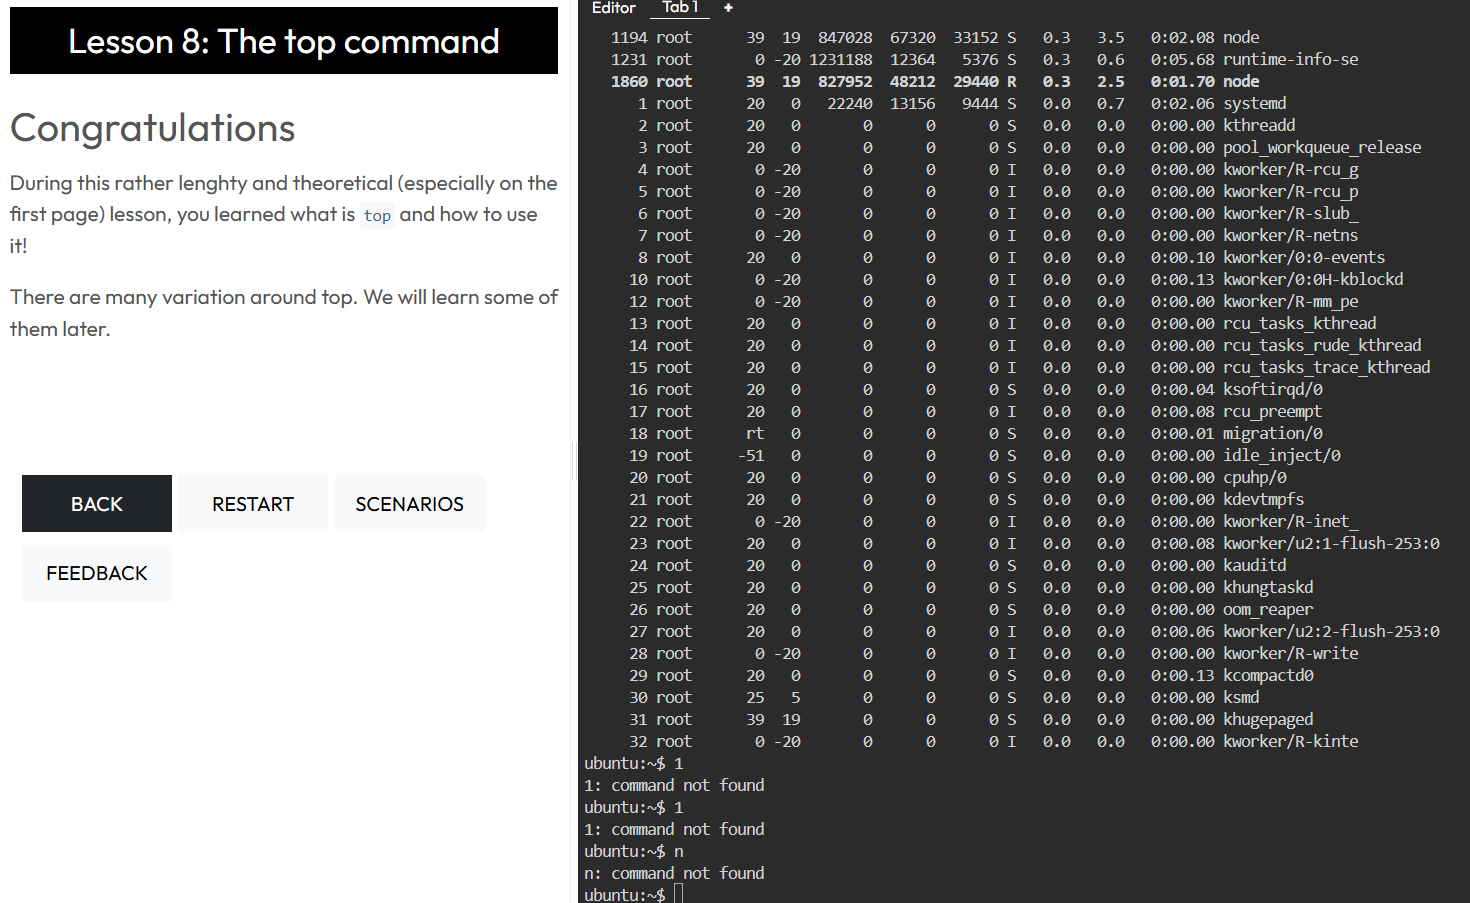 Lesson 8: The top command
Congratulations
During this rather lenghty and theoretical (especially on the
first page) lesson, you learned what is top and how to use
it!
There are many variation around top. We will learn some of
them later.
BACK RESTART SCENARIOS
FEEDBACK
Editor Tab 1 +
1194 root 39 19 847028 67320 33152 S 0.3 3.5 0:02.08 node
1231 root 0 -20 1231188 12364 5376 S 0.3 0.6 0:05.68 runtime-info-se
1860 root 39 19 827952 48212 29440 R 0.3 2.5 0:01.70 node
1 root 20 0 22240 13156 9444 S 0.0 0.7 0:02.06 systemd
2 root 20 0 0 0 0 S 0.0 0.0 0:00.00 kthreadd
3 root 20 0 0 0 0 S 0.0 0.0 0:00.00 pool_workqueue_release
4 root 0 -20 0 0 0 I 0.0 0.0 0:00.00 kworker/R-rcu_g
5 root 0 -20 0 0 0 I 0.0 0.0 0:00.00 kworker/R-rcu_p
6 root 0 -20 0 0 0 I 0.0 0.0 0:00.00 kworker/R-slub_
7 root 0 -20 0 0 0 I 0.0 0.0 0:00.00 kworker/R-netns
8 root 20 0 0 0 0 I 0.0 0.0 0:00.10 kworker/0:0-events
10 root 0 -20 0 0 0 I 0.0 0.0 0:00.13 kworker/0:0H-kblockd
12 root 0 -20 0 0 0 I 0.0 0.0 0:00.00 kworker/R-mm_pe
13 root 20 0 0 0 0 I 0.0 0.0 0:00.00 rcu_tasks_kthread
14 root 20 0 0 0 0 I 0.0 0.0 0:00.00 rcu_tasks_rude_kthread
15 root 20 0 0 0 0 I 0.0 0.0 0:00.00 rcu_tasks_trace_kthread
16 root 20 0 0 0 0 S 0.0 0.0 0:00.04 ksoftirqd/0
17 root 20 0 0 0 0 I 0.0 0.0 0:00.08 rcu_preempt
18 root rt 0 0 0 0 S 0.0 0.0 0:00.01 migration/0
19 root -51 0 0 0 0 S 0.0 0.0 0:00.00 idle_inject/0
20 root 20 0 0 0 0 S 0.0 0.0 0:00.00 cpuhp/0
21 root 20 0 0 0 0 S 0.0 0.0 0:00.00 kdevtmpfs
22 root 0 -20 0 0 0 I 0.0 0.0 0:00.00 kworker/R-inet_
23 root 20 0 0 0 0 I 0.0 0.0 0:00.08 kworker/u2:1-flush-253:0
24 root 20 0 0 0 0 S 0.0 0.0 0:00.00 kauditd
25 root 20 0 0 0 0 S 0.0 0.0 0:00.00 khungtaskd
26 root 20 0 0 0 0 S 0.0 0.0 0:00.00 oom_reaper
27 root 20 0 0 0 0 I 0.0 0.0 0:00.06 kworker/u2:2-flush-253:0
28 root 0 -20 0 0 0 I 0.0 0.0 0:00.00 kworker/R-write
29 root 20 0 0 0 0 S 0.0 0.0 0:00.13 kcompactd0
30 root 25 5 0 0 0 S 0.0 0.0 0:00.00 ksmd
31 root 39 19 0 0 0 S 0.0 0.0 0:00.00 khugepaged
32 root 0 -20 0 0 0 I 0.0 0.0 0:00.00 kworker/R-kinte
ubuntu:~$ 1
1: command not found
ubuntu:~$ 1
1: command not found
ubuntu:~$ n
n: command not found
ubuntu:~$